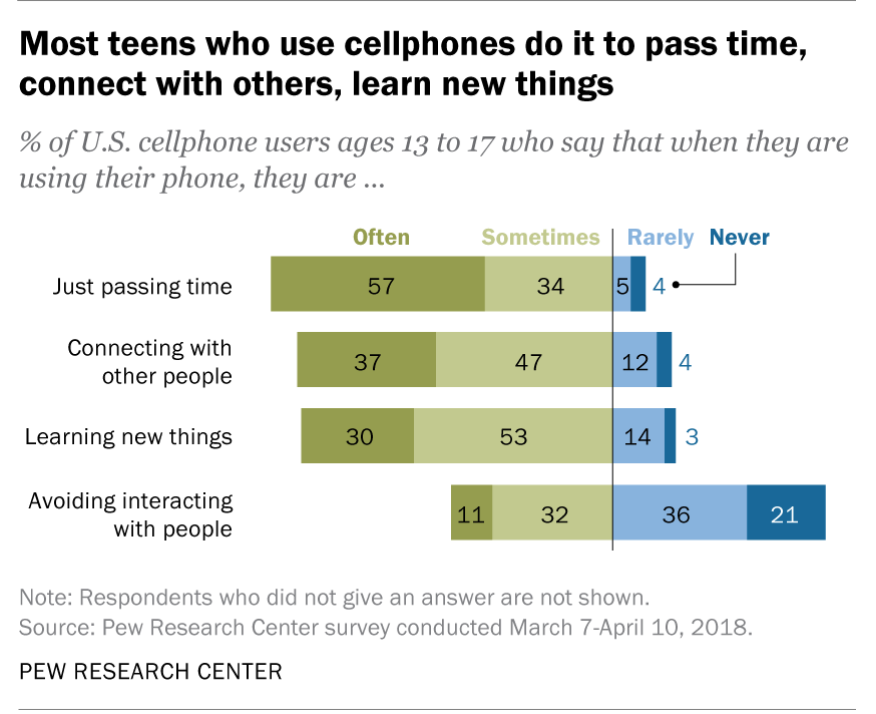 Most teens who use cellphones do it to pass time,
connect with others, learn new things
% of U.S. cellphone users ages 13 to 17 who say that when they are
using their phone, they are ...
Often Sometimes Rarely Never
Just passing time 57 34 5 4
Connecting with
other people 37 47 12 4
Learning new things 30 53 14 3
Avoiding interacting
with people 11 32 36 21
Note: Respondents who did not give an answer are not shown.
Source: Pew Research Center survey conducted March 7-April 10, 2018.
PEW RESEARCH CENTER